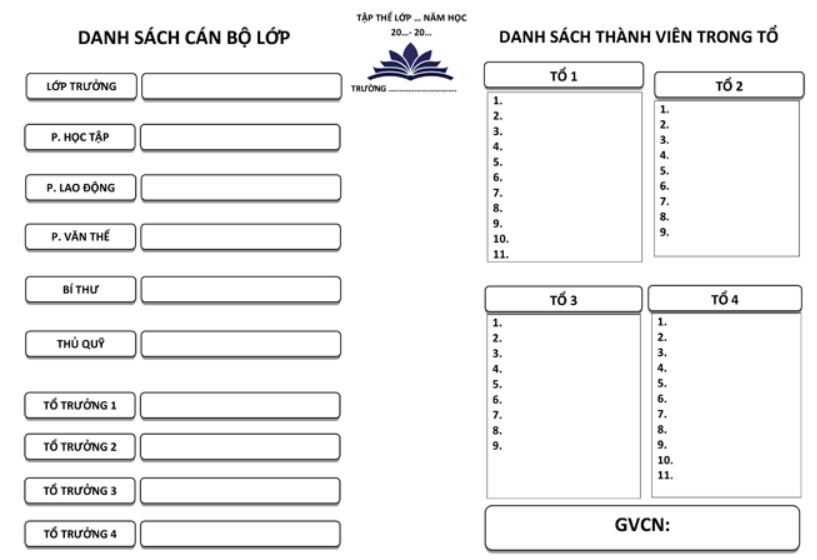 DANH SÁCH CÁN BỘ LỚP
LỚP TRƯỞNG
P. HỌC TẬP
P. LAO ĐỘNG
P. VĂN THỂ
BÍ THƯ
THỦ QUỸ
TỔ TRƯỞNG 1
TỔ TRƯỞNG 2
TỔ TRƯỞNG 3
TỔ TRƯỞNG 4
TẬP THỂ LỚP ... NĂM HỌC
20...- 20...
TRƯỜNG ..............................
DANH SÁCH THÀNH VIÊN TRONG TỔ
TỔ 1
1.
2.
3.
4.
5.
6.
7.
8.
9.
10.
11.
TỔ 2
1.
2.
3.
4.
5.
6.
7.
8.
9.
TỔ 3
1.
2.
3.
4.
5.
6.
7.
8.
9.
TỔ 4
1.
2.
3.
4.
5.
6.
7.
8.
9.
10.
11.
GVCN: